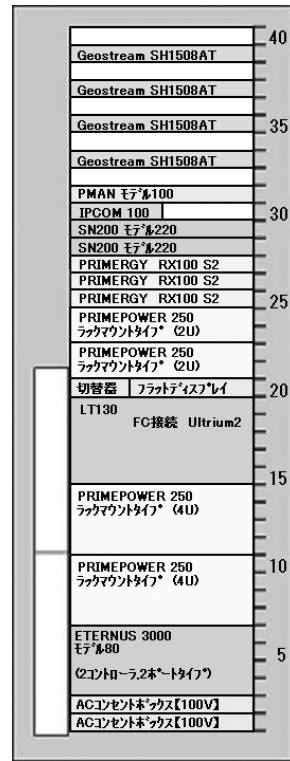 40
Geostream SH1508AT
Geostream SH1508AT
Geostream SH1508AT
35
Geostream SH1508AT
PMAN ﾓﾃﾞﾙ100
IPCOM 100
30
SN200 ﾓﾃﾞﾙ220
SN200 ﾓﾃﾞﾙ220
PRIMERGY RX100 S2
PRIMERGY RX100 S2
PRIMERGY RX100 S2
25
PRIMEPOWER 250
ﾗｯｸﾏｳﾝﾄﾀｲﾌﾟ (2U)
PRIMEPOWER 250
ﾗｯｸﾏｳﾝﾄﾀｲﾌﾟ (2U)
切替器 ﾌﾗｯﾄﾃﾞｨｽﾌﾟﾚｲ
20
LT130
FC接続 Ultrium2
15
PRIMEPOWER 250
ﾗｯｸﾏｳﾝﾄﾀｲﾌﾟ (4U)
PRIMEPOWER 250
ﾗｯｸﾏｳﾝﾄﾀｲﾌﾟ (4U)
10
ETERNUS 3000
ﾓﾃﾞﾙ80
5
(2ｺﾝﾄﾛｰﾗ,2ﾎﾟｰﾄﾀｲﾌﾟ)
ACｺﾝｾﾝﾄﾎﾞｯｸｽ【100V】
ACｺﾝｾﾝﾄﾎﾞｯｸｽ【100V】